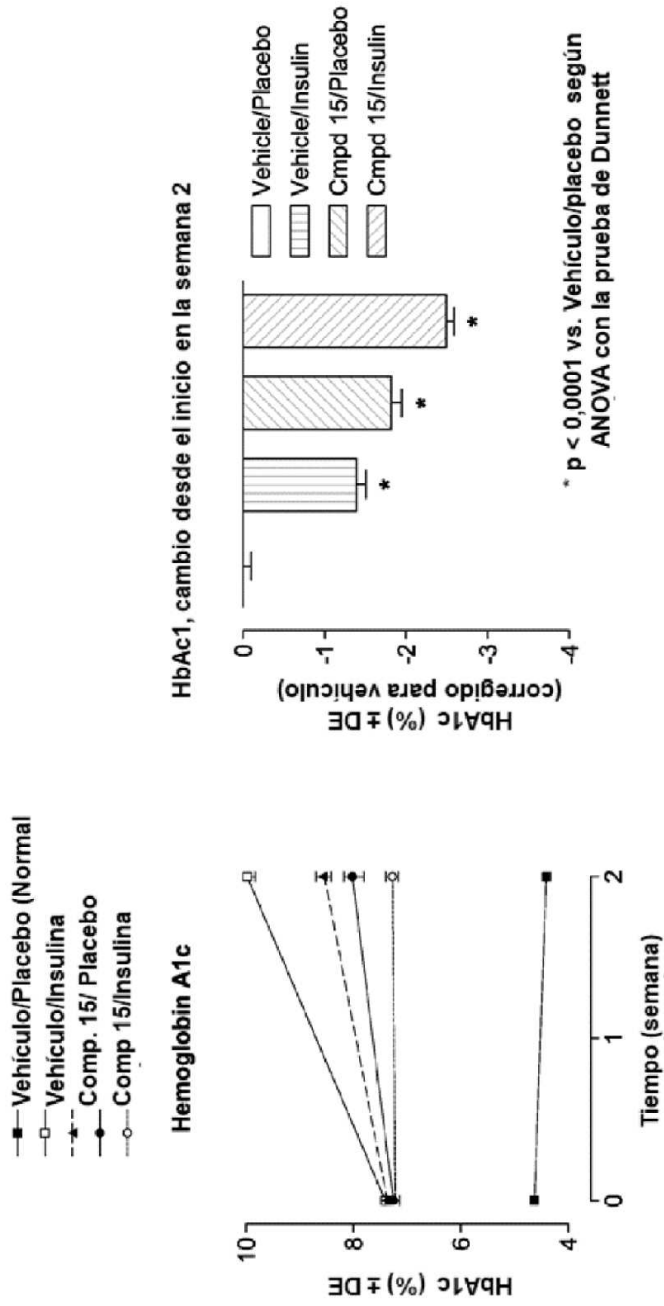 Vehículo/Placebo (Normal
Vehículo/Insulina
Comp. 15/ Placebo
Comp 15/Insulina
Hemoglobin A1c
HbA1c (%) ± DE
10
8
6
4
0
1
2
Tiempo (semana)
HbAc1, cambio desde el inicio en la semana 2
HbA1c (%) ± DE
(corregido para vehículo)
0
-1
-2
-3
-4
*
*
*
Vehicle/Placebo
Vehicle/Insulin
Cmpd 15/Placebo
Cmpd 15/Insulin
* p < 0,0001 vs. Vehículo/placebo según
ANOVA con la prueba de Dunnett